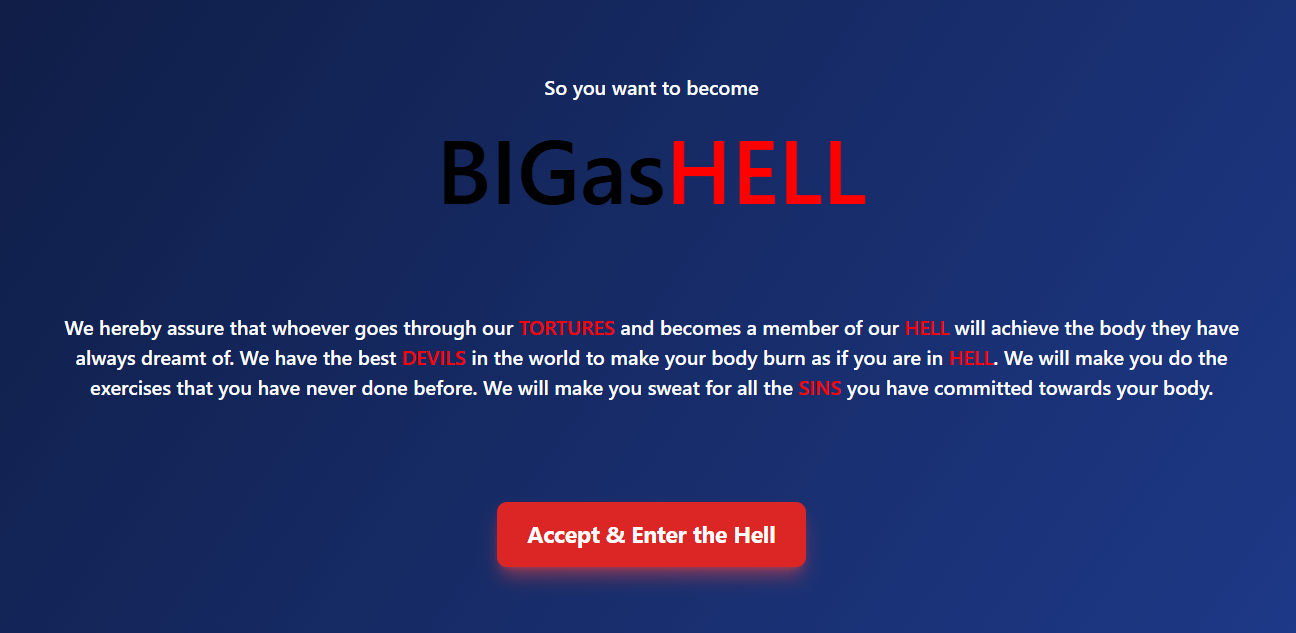 So you want to become
BIGasHELL
We hereby assure that whoever goes through our TORTURES and becomes a member of our HELL will achieve the body they have
always dreamt of. We have the best DEVILS in the world to make your body burn as if you are in HELL. We will make you do the
exercises that you have never done before. We will make you sweat for all the SINS you have committed towards your body.
Accept & Enter the Hell